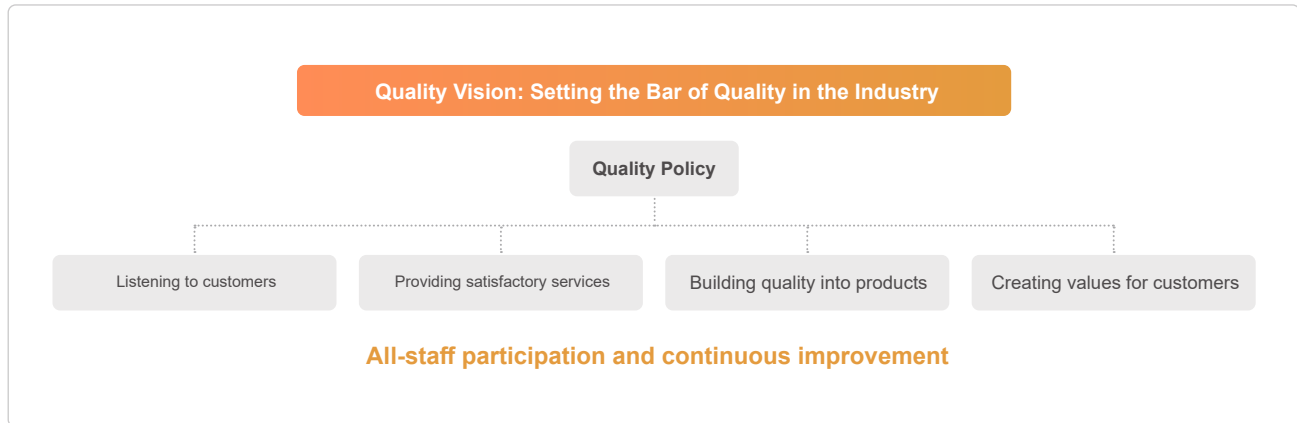 Quality Vision: Setting the Bar of Quality in the Industry
Quality Policy
Listening to customers
Providing satisfactory services
Building quality into products
Creating values for customers
All-staff participation and continuous improvement